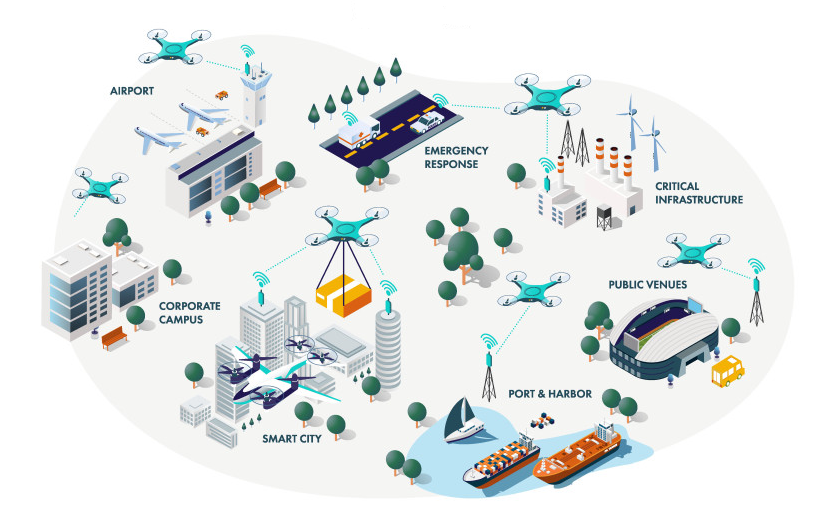 AIRPORT
EMERGENCY
RESPONSE
CRITICAL
INFRASTRUCTURE
CORPORATE
CAMPUS
PUBLIC VENUES
PORT & HARBOR
SMART CITY